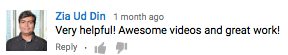 Zia Ud Din 1 month ago
Very helpful! Awesome videos and great work!
Reply ·